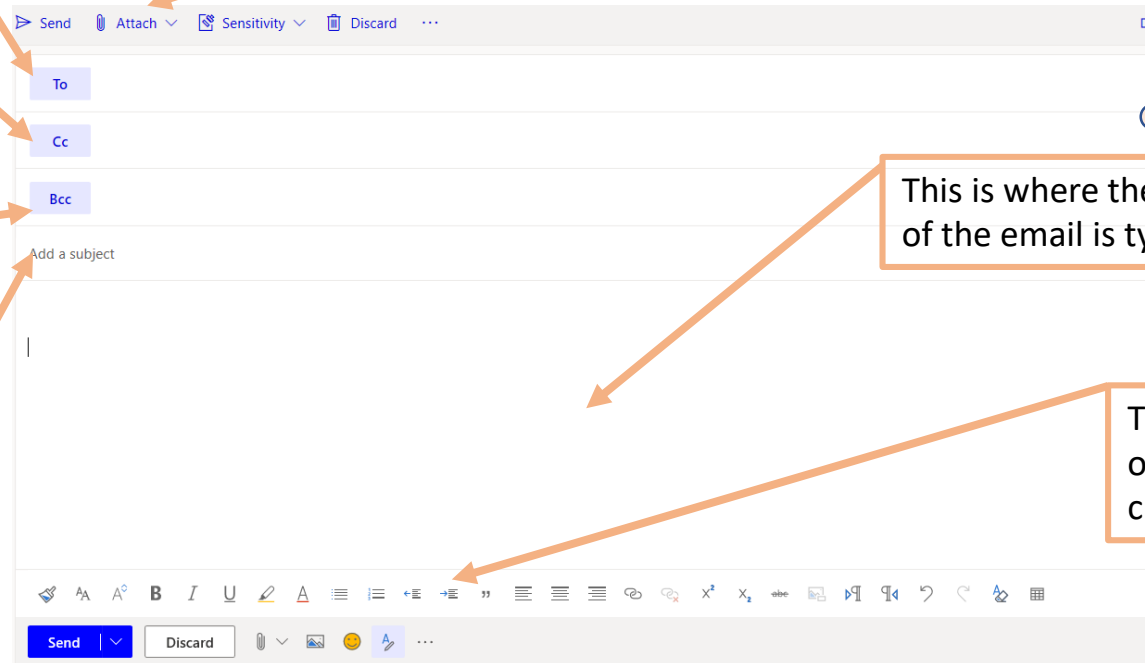 Send Attach Sensitivity Discard ...
To
Cc
Bcc
This is where the
of the email is
Add a subject
B I U A
Send Discard ...